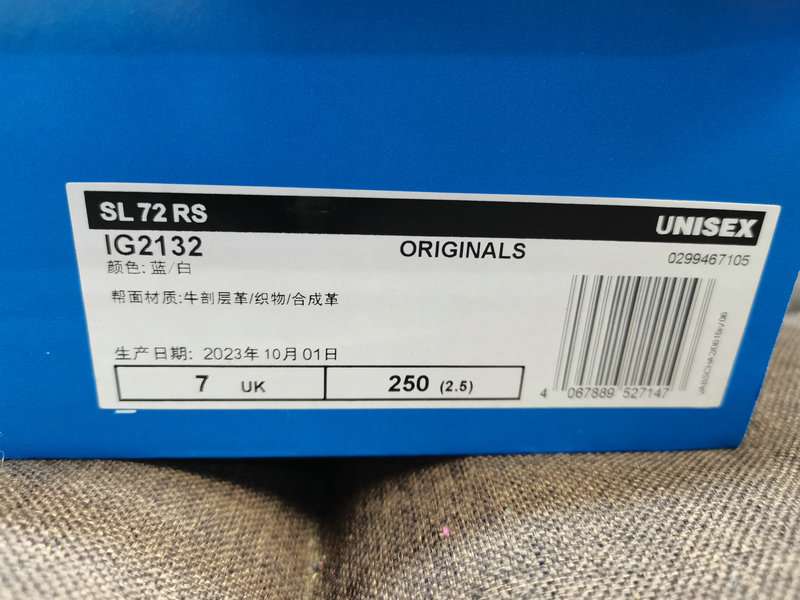 SL 72 RS
UNISEX
IG2132
ORIGINALS
0299467105
颜色: 蓝/白
帮面材质:牛剖层革/织物/合成革
生产日期: 2023年10月01日
7 UK
250 (2.5)
4 067889 527147